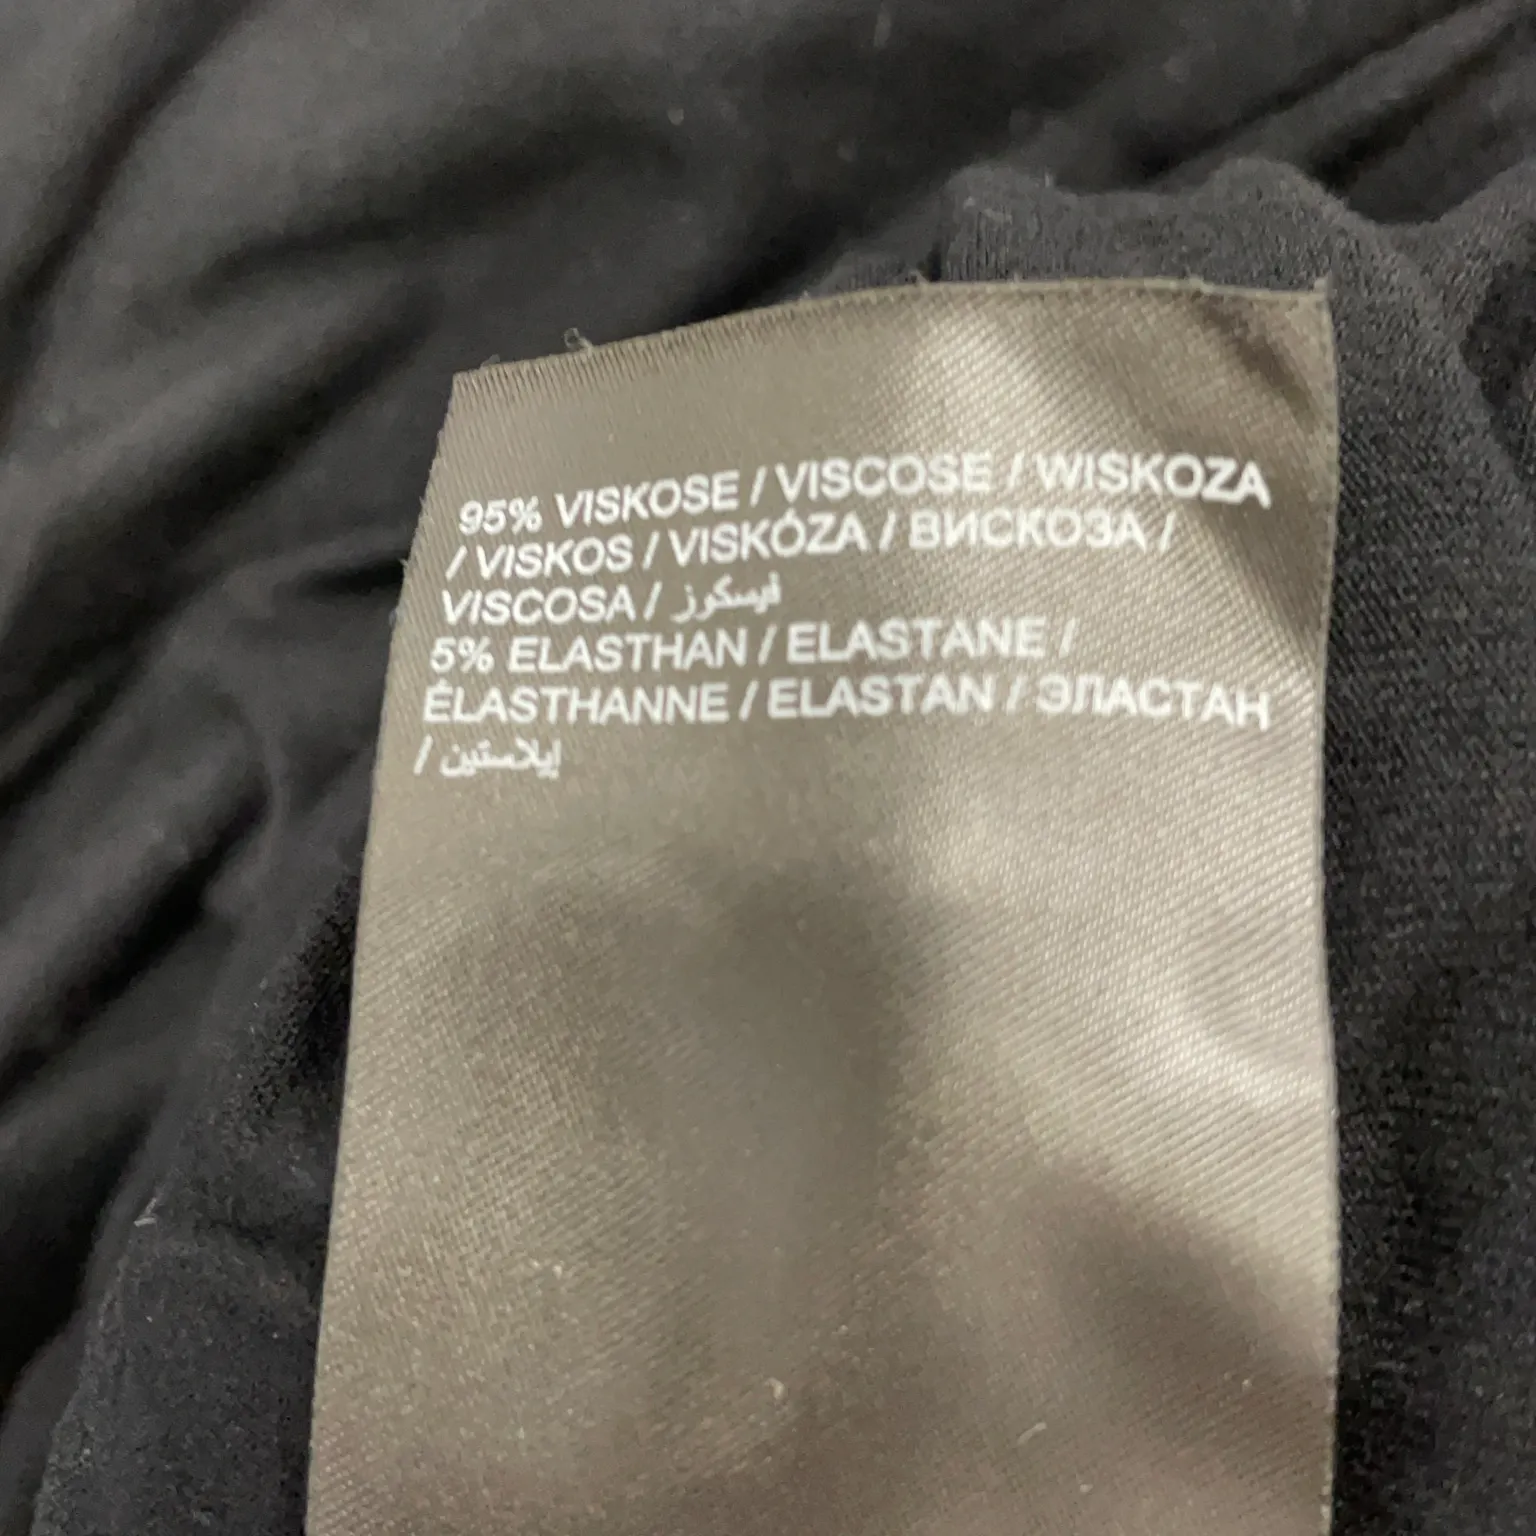 95% VISKOSE / VISCOSE / WISKOZA
/ VISKOS / VISKÓZA / ВИСКОЗА /
VISCOSA / فيسكوز
5% ELASTHAN / ELASTANE /
ÉLASTHANNE / ELASTAN / ЭЛАСТАН
/ إيلاستين